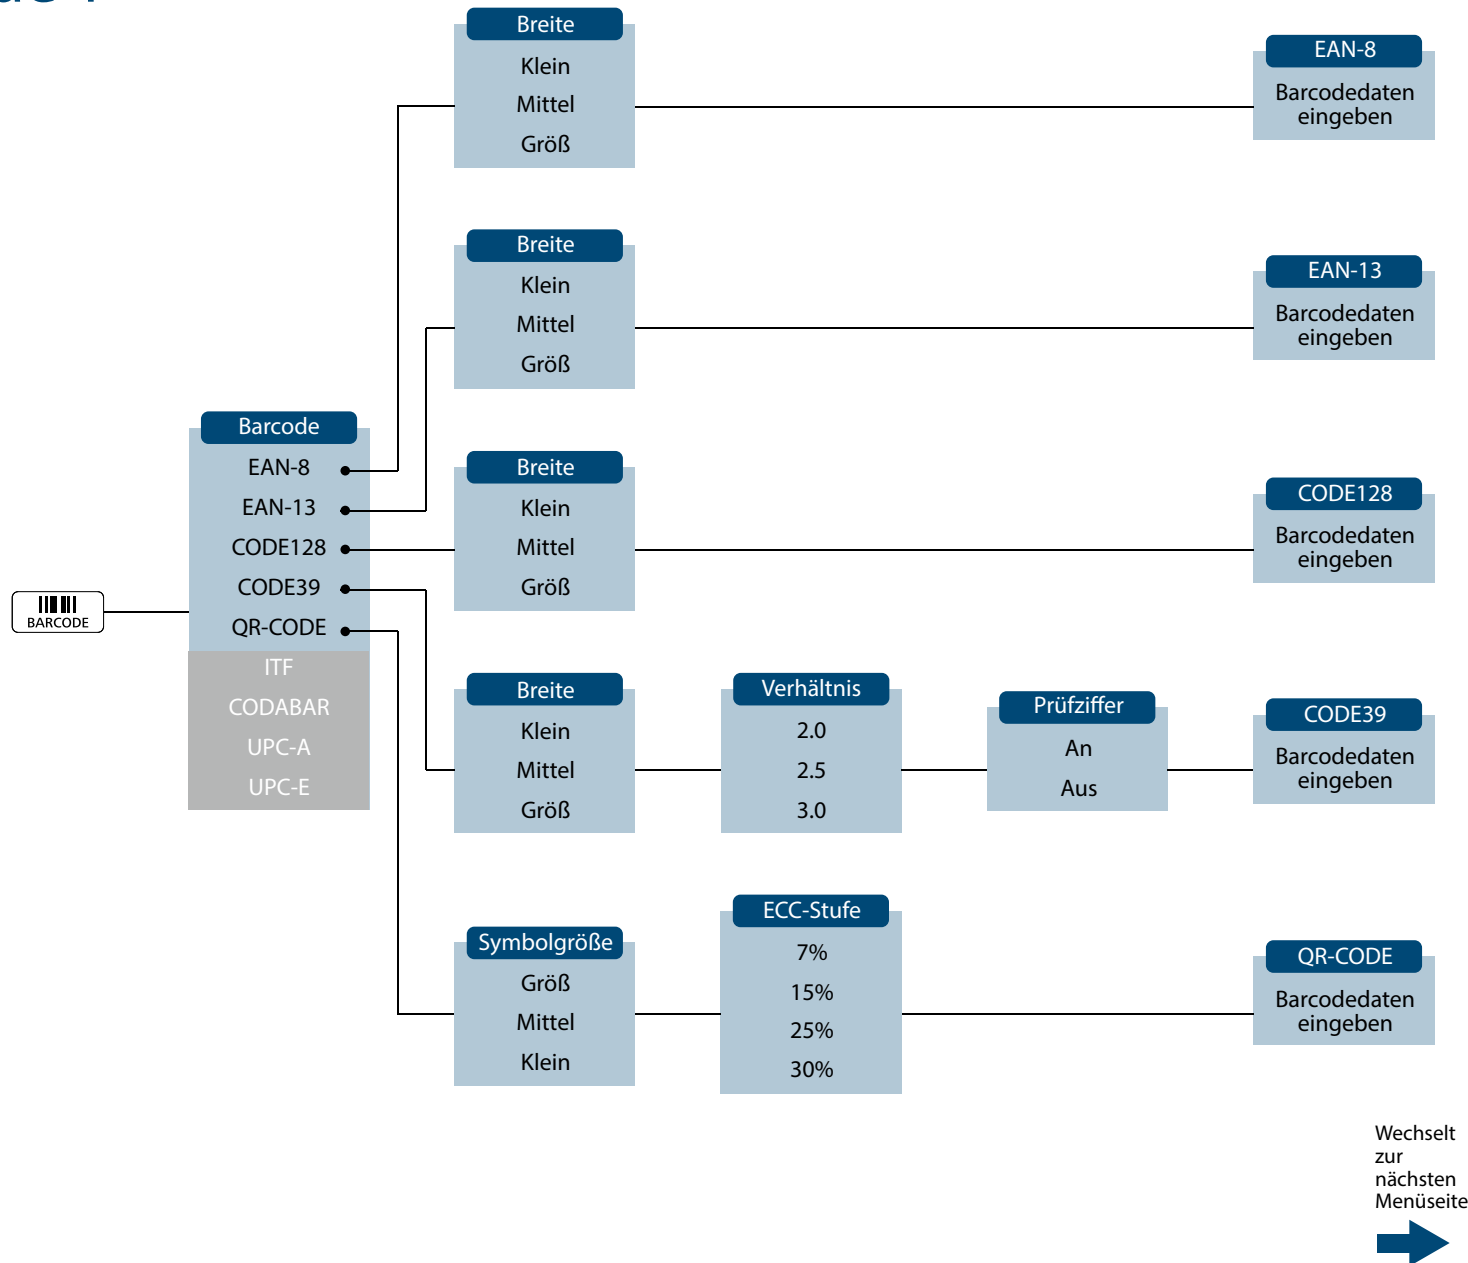 Breite
Klein
Mittel
Größ
EAN-8
Barcodedaten
eingeben
Breite
Klein
Mittel
Größ
EAN-13
Barcodedaten
eingeben
Barcode
EAN-8
EAN-13
CODE128
CODE39
QR-CODE
ITF
CODABAR
UPC-A
UPC-E
BARCODE
Breite
Klein
Mittel
Größ
CODE128
Barcodedaten
eingeben
Breite
Klein
Mittel
Größ
Verhältnis
2.0
2.5
3.0
Prüfziffer
An
Aus
CODE39
Barcodedaten
eingeben
Symbolgröße
Größ
Mittel
Klein
ECC-Stufe
7%
15%
25%
30%
QR-CODE
Barcodedaten
eingeben
Wechselt
zur
nächsten
Menüseite